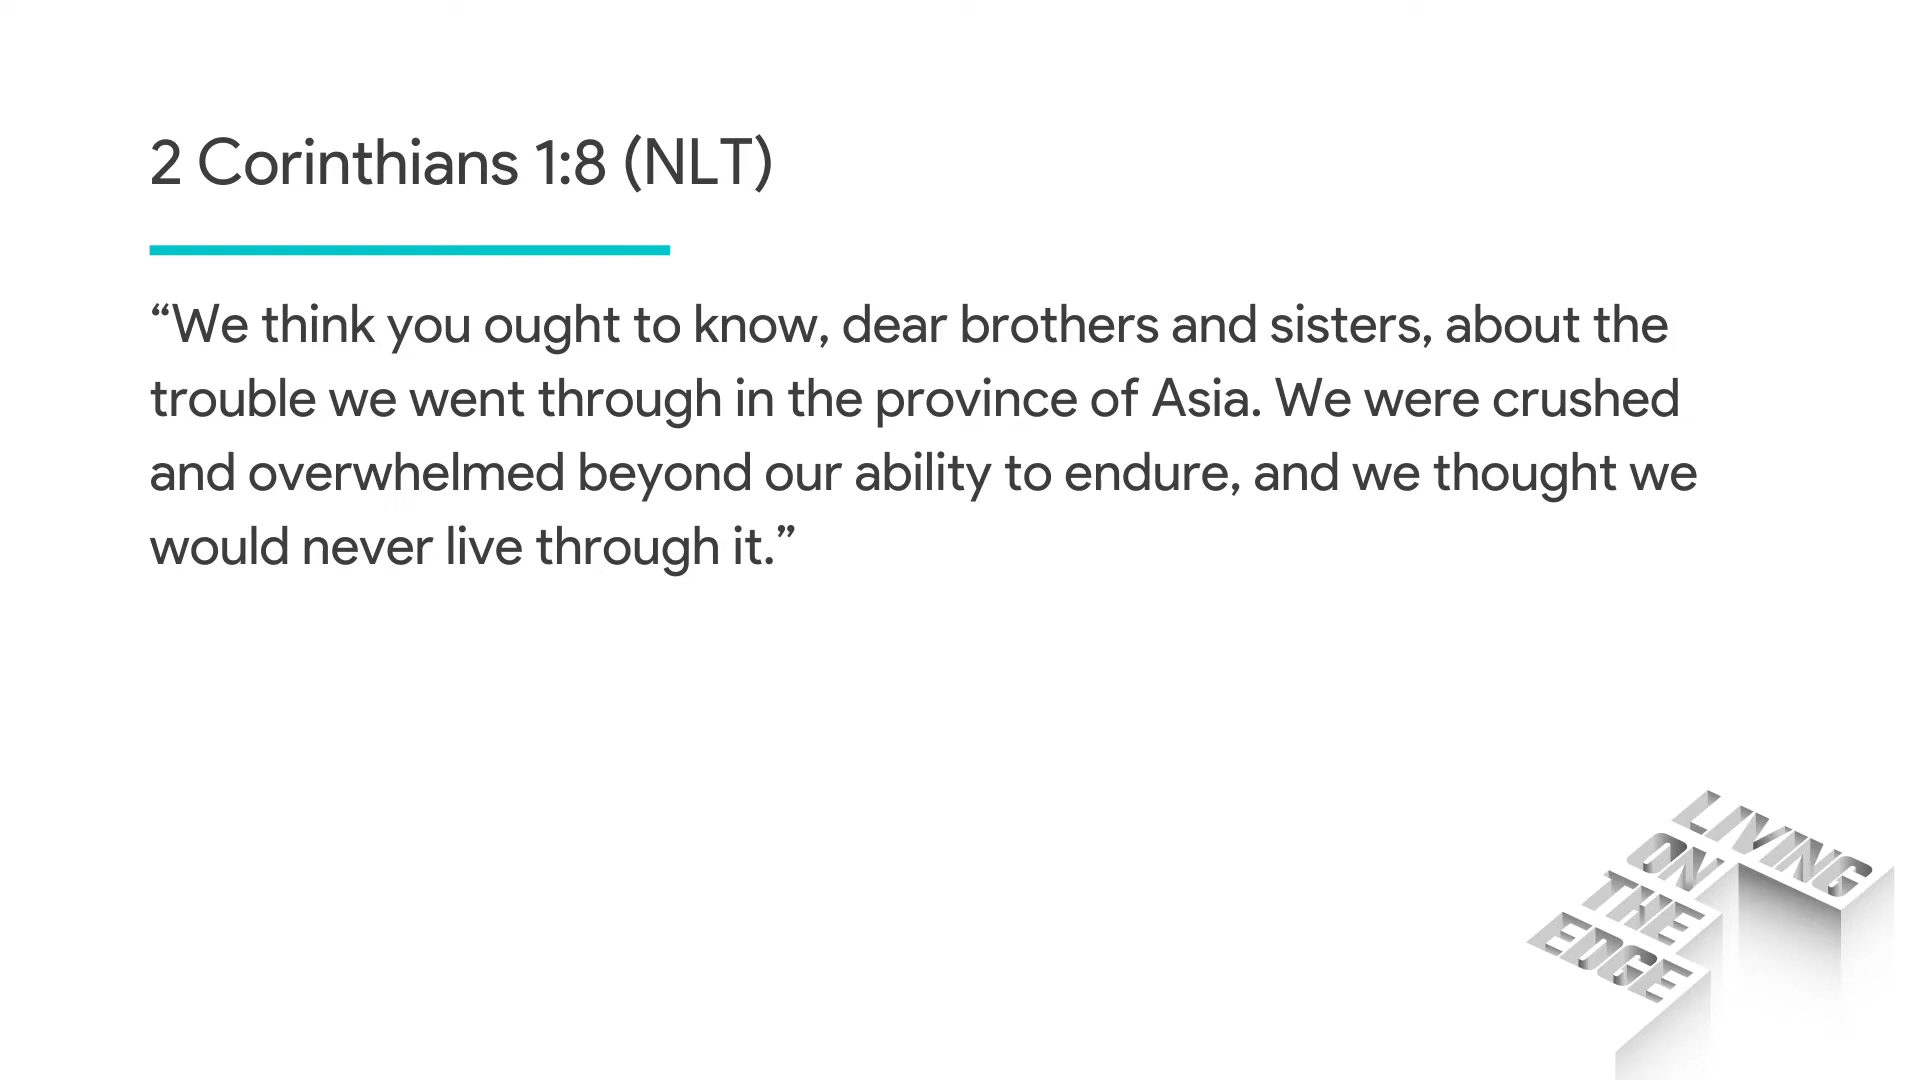 2 Corinthians 1:8 (NLT)
“We think you ought to know, dear brothers and sisters, about the
trouble we went through in the province of Asia. We were crushed
and overwhelmed beyond our ability to endure, and we thought we
would never live through it.”
LIVING
ON
THE
EDGE